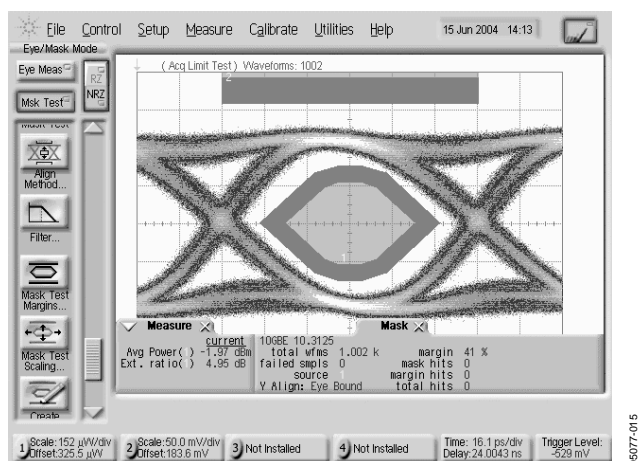 File Control Setup Measure Calibrate Utilities Help 15 Jun 2004 14:13
Eye/Mask Mode
Eye Meas
RZ
NRZ
Msk Test
(Acq Limit Test) Waveforms: 1002
2
Mask Test
Align
Method...
Filter...
1
Mask Test
Margins...
Mask Test
Scaling...
Create
Measure
current
Avg Power( ) -1.97 dBm
Ext. ratio( ) 4.95 dB
Mask
10GBE 10.3125
total wfms 1.002 k margin 41 %
failed smpls 0 mask hits 0
source 1 margin hits 0
Y Align: Eye Bound total hits 0
1 Scale:152 µW/div
Offset:325.5 µW
2 Scale:50.0 mV/div
Offset:183.6 mV
3 Not Installed
4 Not Installed
Time: 16.1 ps/div
Delay:24.0043 ns
Trigger Level:
-529 mV
5077-015